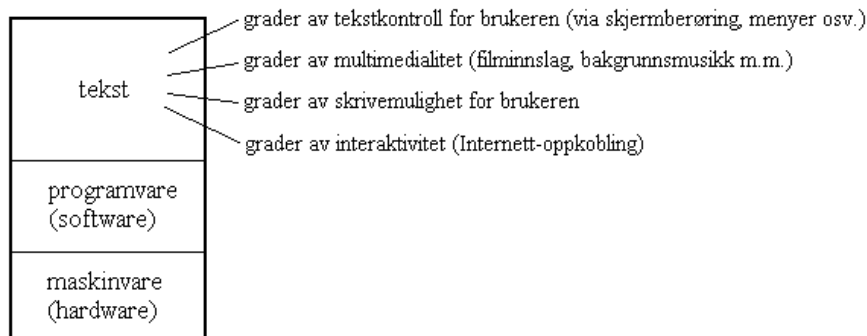 grader av tekstkontroll for brukeren (via skjermberøring, menyer osv.)
grader av multimedialitet (filminnslag, bakgrunnsmusikk m.m.)
tekst
grader av skrivemulighet for brukeren
grader av interaktivitet (Internett-oppkobling)
programvare
(software)
maskinvare
(hardware)